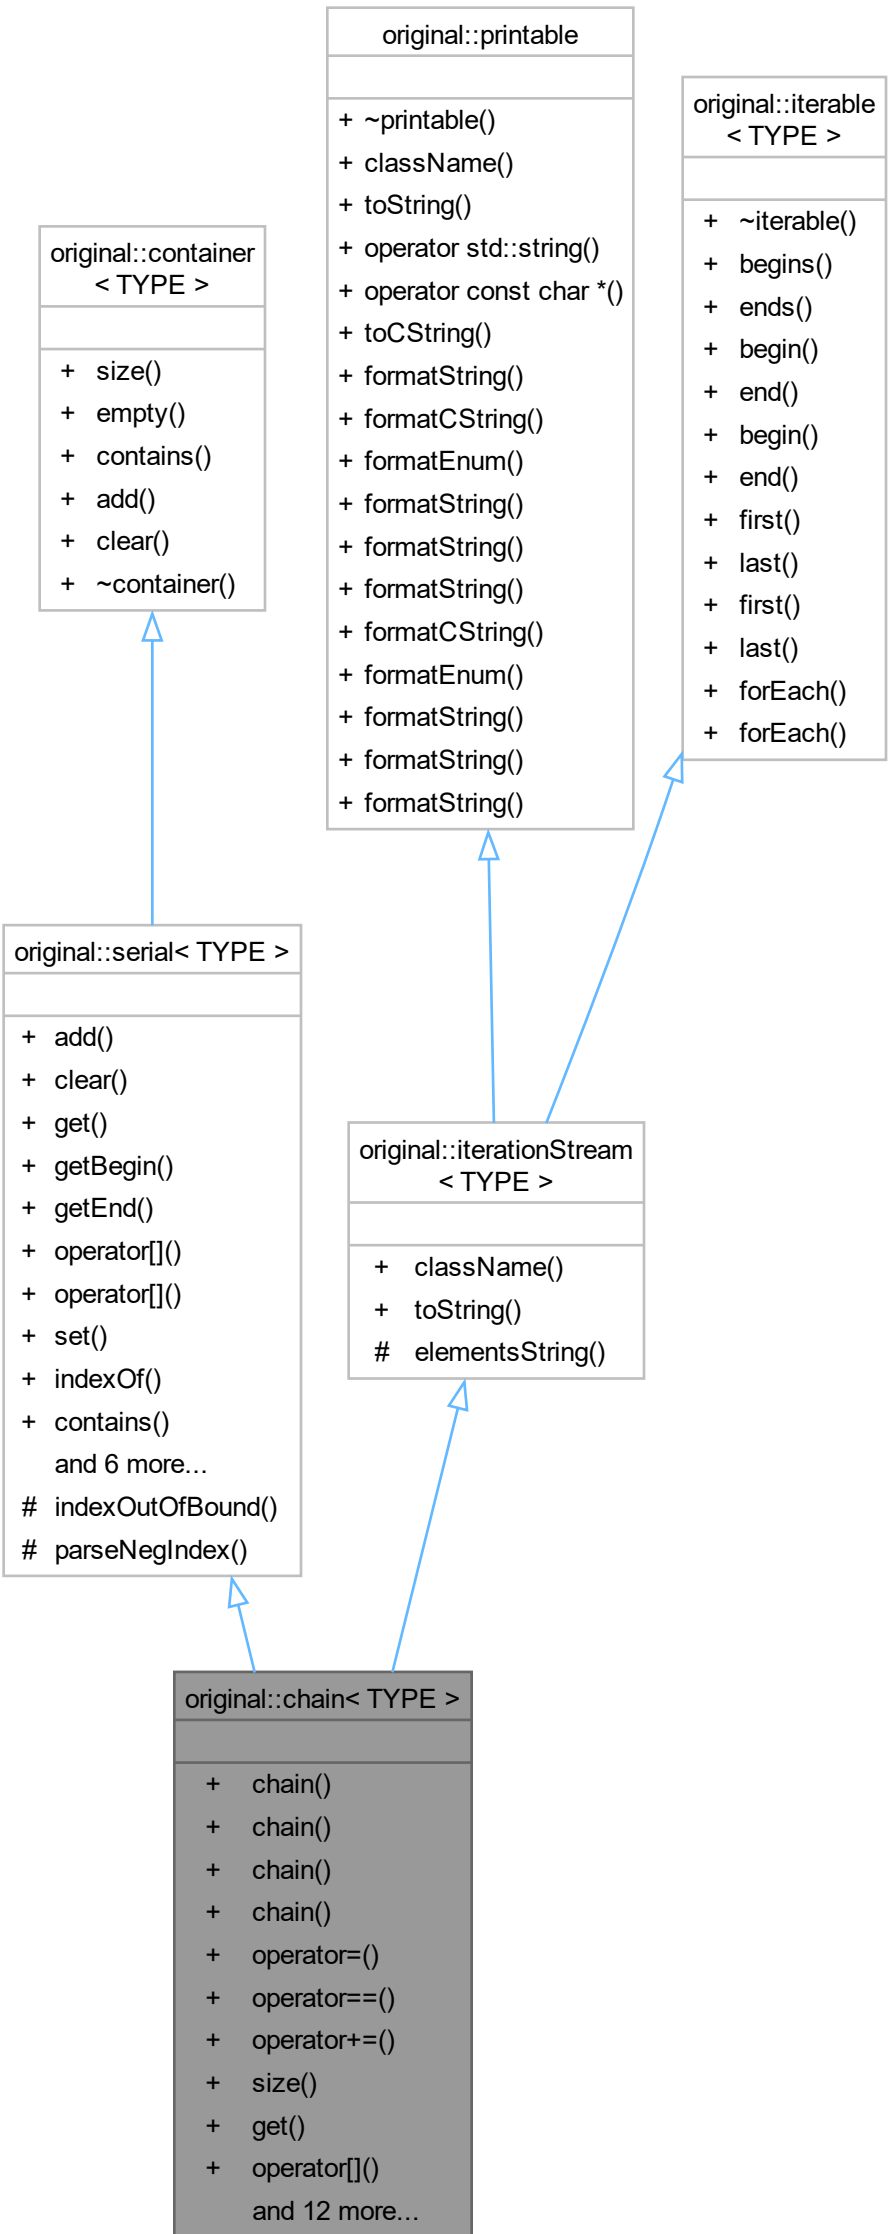 original::printable
+ ~printable()
+ className()
+ toString()
+ operator std::string()
+ operator const char *()
+ toCString()
+ formatString()
+ formatCString()
+ formatEnum()
+ formatString()
+ formatString()
+ formatString()
+ formatCString()
+ formatEnum()
+ formatString()
+ formatString()
+ formatString()
original::iterable
< TYPE >
+ ~iterable()
+ begins()
+ ends()
+ begin()
+ end()
+ begin()
+ end()
+ first()
+ last()
+ first()
+ last()
+ forEach()
+ forEach()
original::container
< TYPE >
+ size()
+ empty()
+ contains()
+ add()
+ clear()
+ ~container()
original::serial< TYPE >
+ add()
+ clear()
+ get()
+ getBegin()
+ getEnd()
+ operator[]()
+ operator[]()
+ set()
+ indexOf()
+ contains()
and 6 more...
# indexOutOfBound()
# parseNegIndex()
original::iterationStream
< TYPE >
+ className()
+ toString()
# elementsString()
original::chain< TYPE >
+ chain()
+ chain()
+ chain()
+ chain()
+ operator=()
+ operator==()
+ operator+=()
+ size()
+ get()
+ operator[]()
and 12 more...